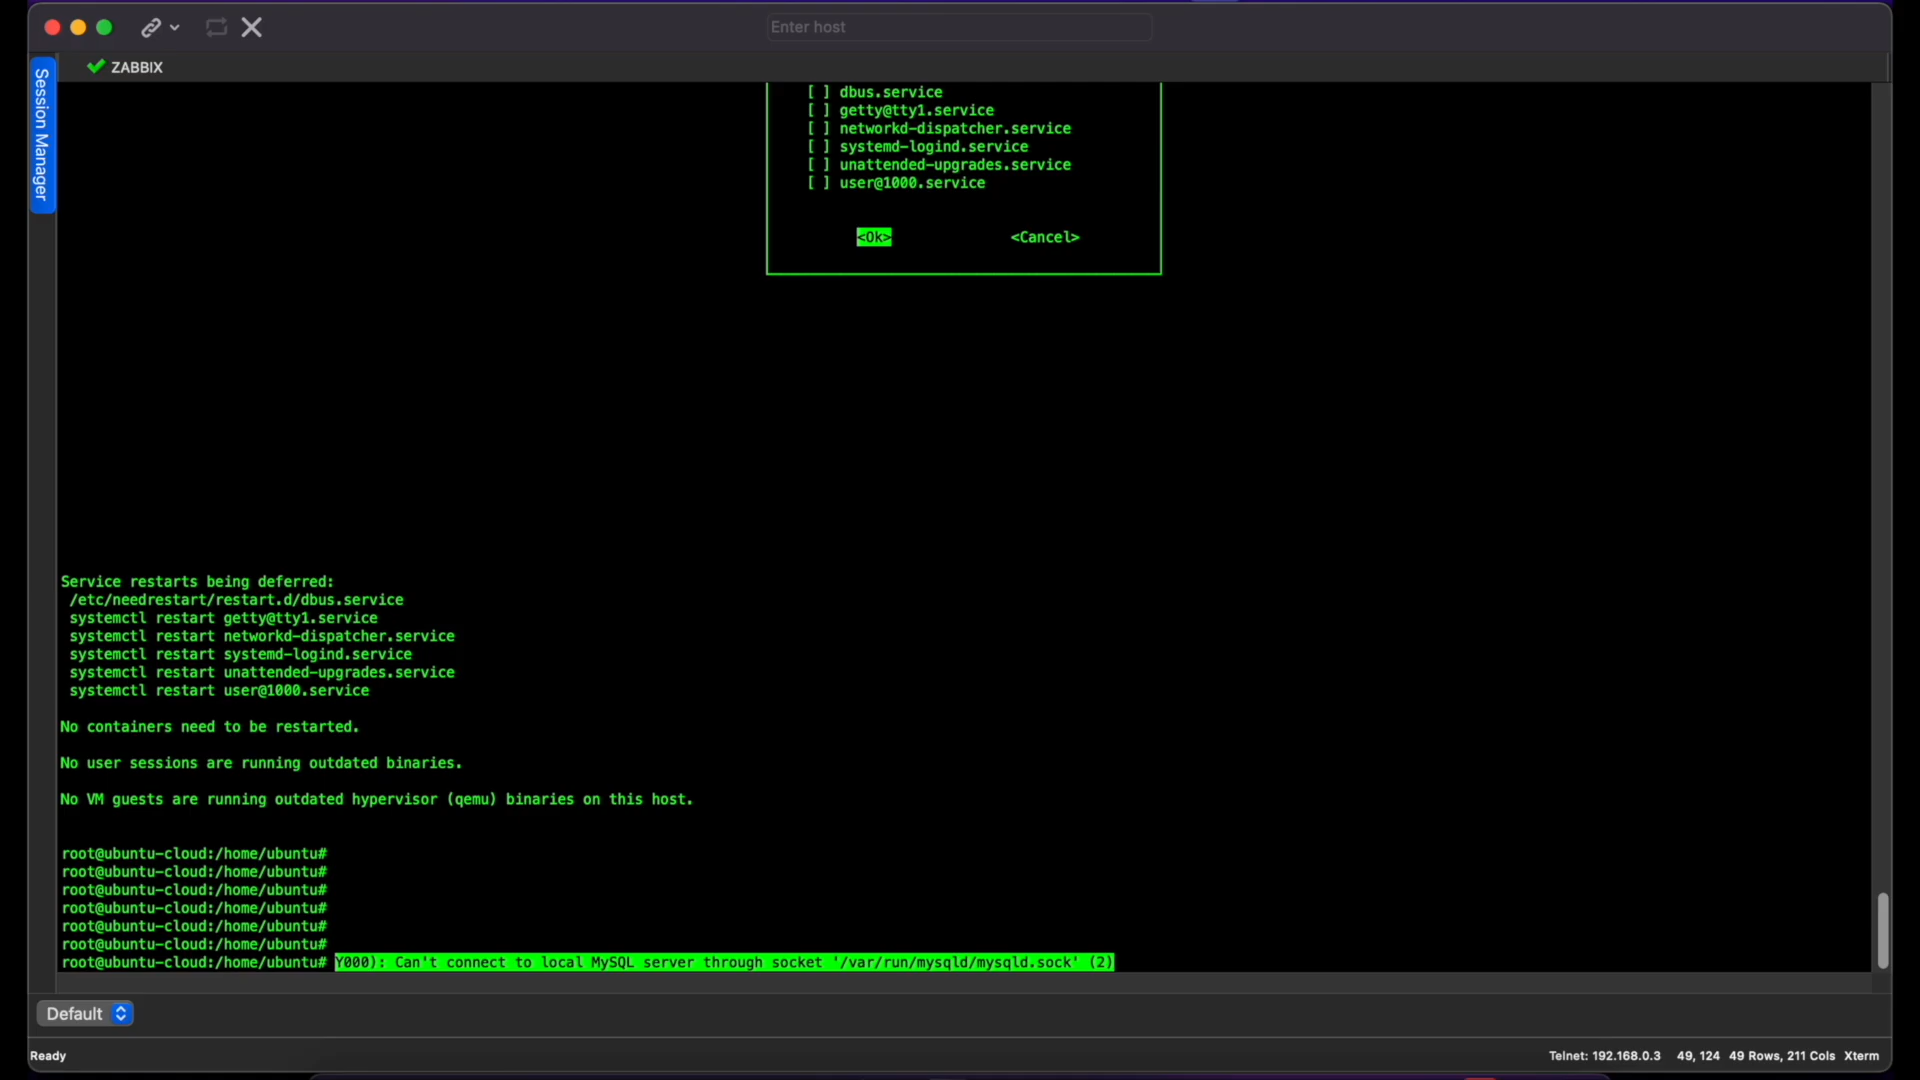 Enter host
Session Manager
ZABBIX
[ ] dbus.service
[ ] getty@tty1.service
[ ] networkd-dispatcher.service
[ ] systemd-logind.service
[ ] unattended-upgrades.service
[ ] user@1000.service
<Ok> <Cancel>
Service restarts being deferred:
/etc/needrestart/restart.d/dbus.service
systemctl restart getty@tty1.service
systemctl restart networkd-dispatcher.service
systemctl restart systemd-logind.service
systemctl restart unattended-upgrades.service
systemctl restart user@1000.service
No containers need to be restarted.
No user sessions are running outdated binaries.
No VM guests are running outdated hypervisor (qemu) binaries on this host.
root@ubuntu-cloud:/home/ubuntu#
root@ubuntu-cloud:/home/ubuntu#
root@ubuntu-cloud:/home/ubuntu#
root@ubuntu-cloud:/home/ubuntu#
root@ubuntu-cloud:/home/ubuntu#
root@ubuntu-cloud:/home/ubuntu#
root@ubuntu-cloud:/home/ubuntu# Y000): Can't connect to local MySQL server through socket '/var/run/mysqld/mysqld.sock' (2)
Default
Ready
Telnet: 192.168.0.3 49, 124 49 Rows, 211 Cols Xterm